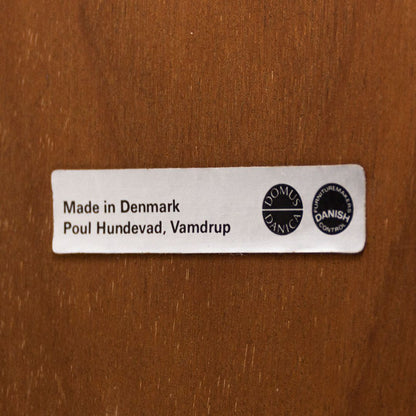 Made in Denmark
Poul Hundevad, Vamdrup
DOMUS
DANICA
FURNITUREMAKERS
DANISH
CONTROL